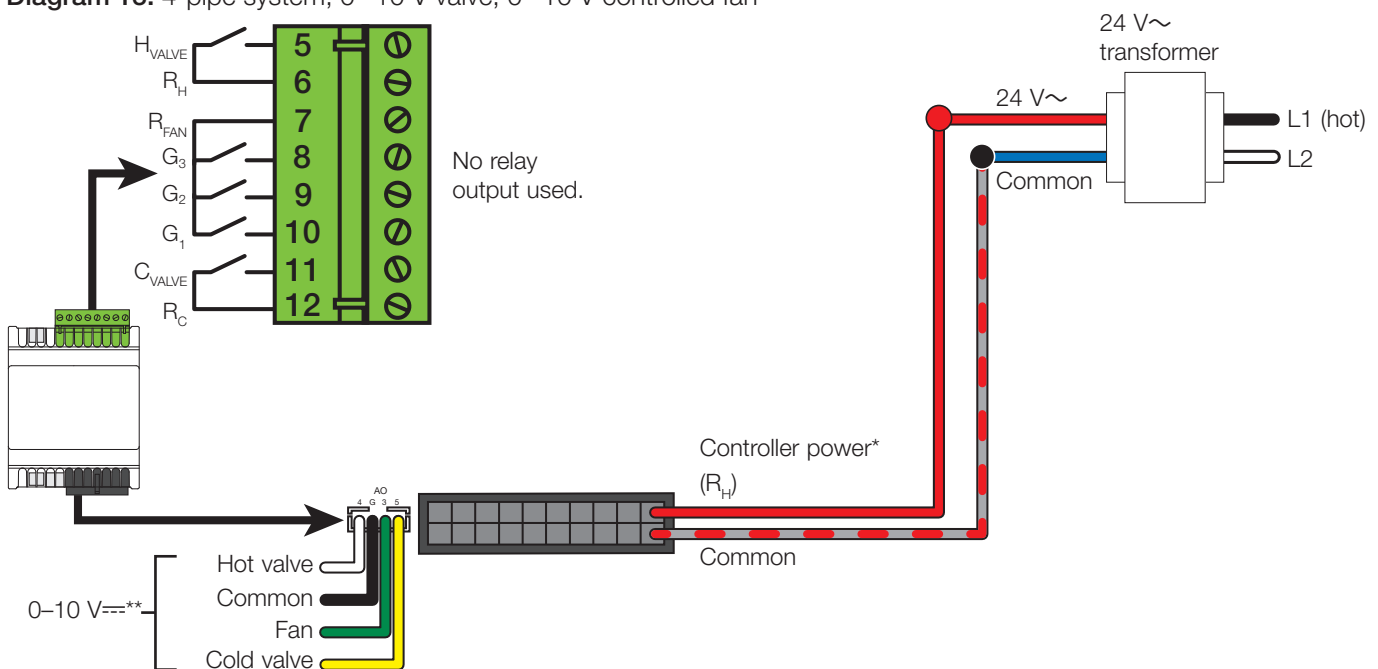 Diagram 18: 4-pipe system, 0–10 V valve, 0–10 V controlled fan
24 V~
transformer
24 V~
L1 (hot)
L2
Common
H_VALVE
R_H
R_FAN
G_3
G_2
G_1
C_VALVE
R_C
5
6
7
8
9
10
11
12
No relay
output used.
Controller power*
(R_H)
Common
AO
4 G 3 5
0–10 V⎓**
Hot valve
Common
Fan
Cold valve